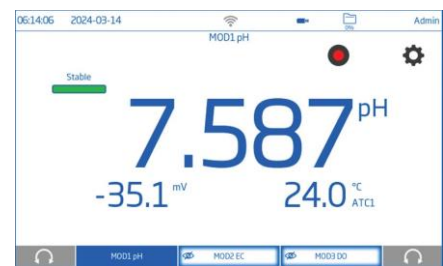 06:14:06 2024-03-14 0% Admin
MOD1 pH
Stable
7.587 pH
-35.1 mV 24.0 °C ATC1
MOD1 pH MOD2 EC MOD3 DO